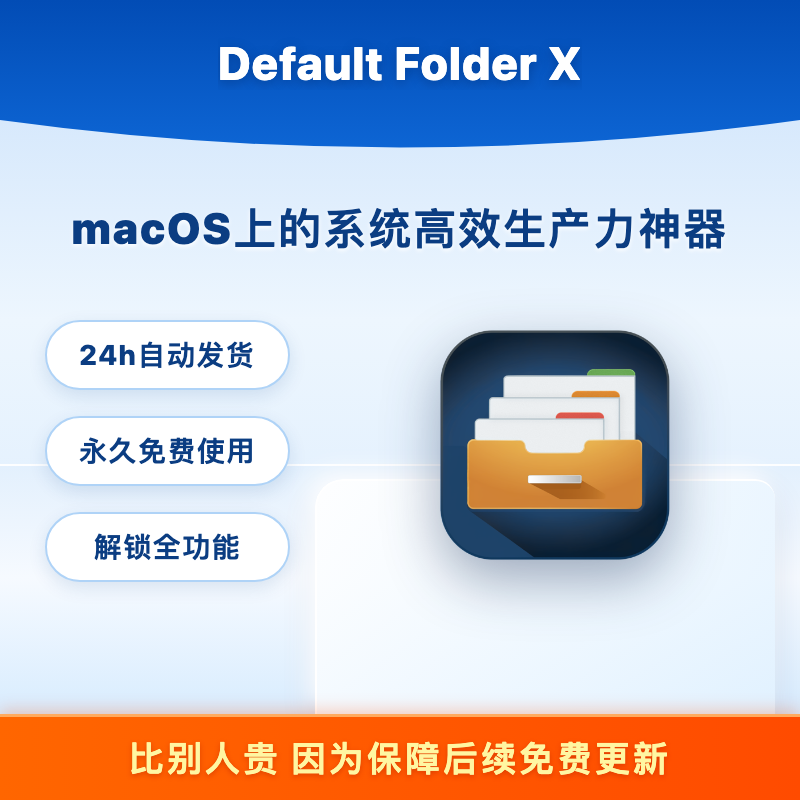 Default Folder X
macOS上的系统高效生产力神器
24h自动发货
永久免费使用
解锁全功能
比别人贵 因为保障后续免费更新